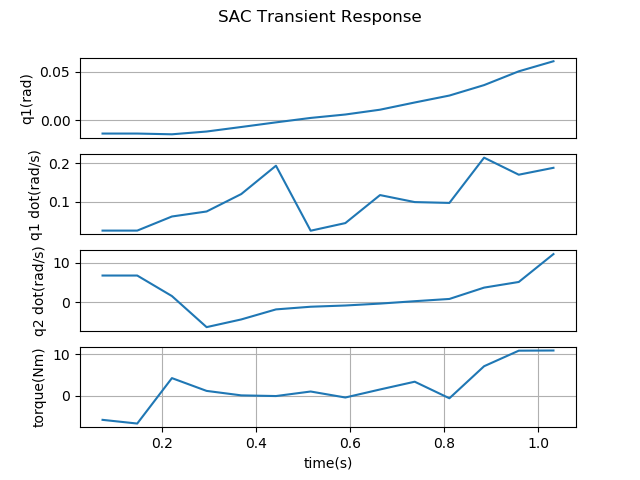 SAC Transient Response
q1(rad)
0.05
0.00
q1 dot(rad/s)
0.2
0.1
q2 dot(rad/s)
10
0
torque(Nm)
10
0
0.2 0.4 0.6 0.8 1.0
time(s)